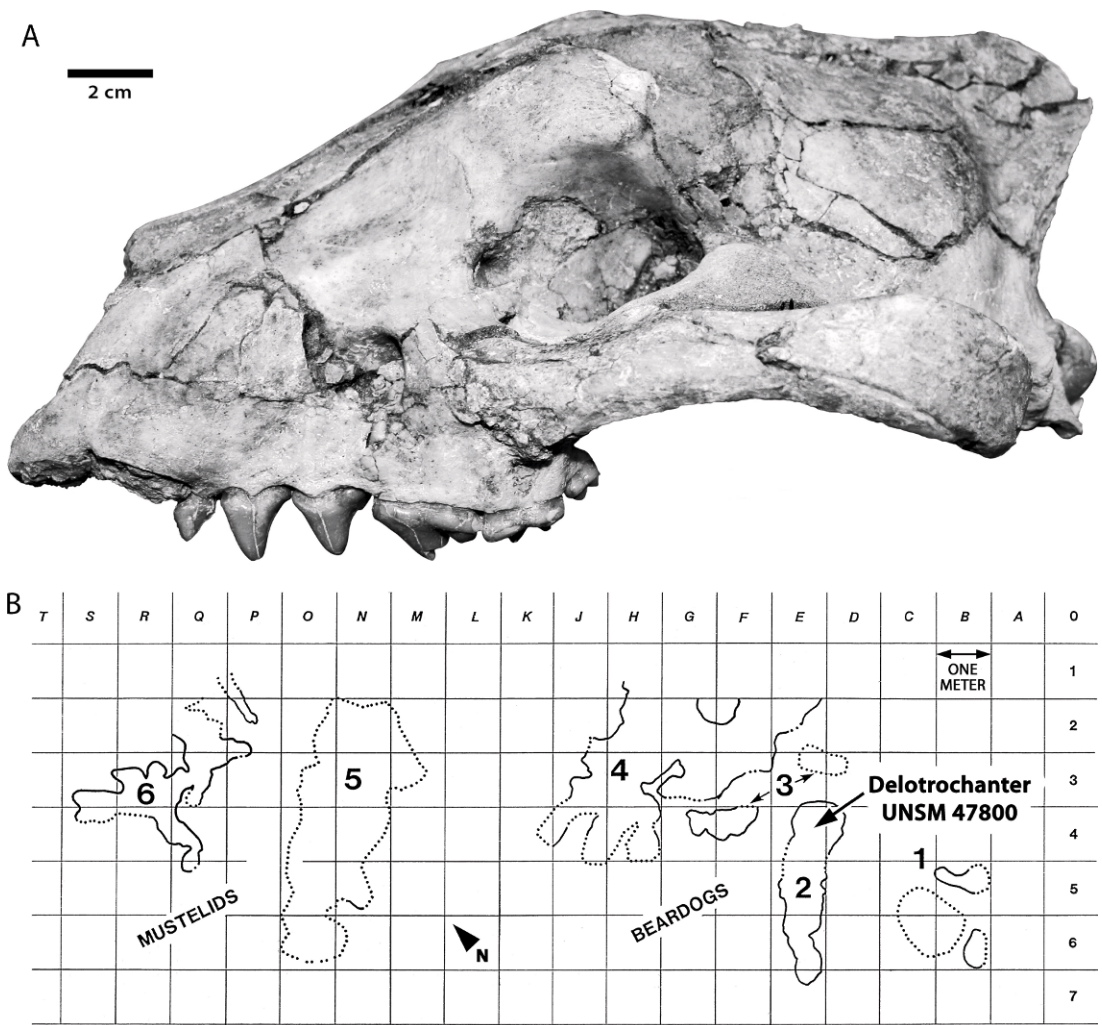 A
2 cm
B
T S R Q P O N M L K J H G F E D C B A 0
ONE
METER
1
2
3
4
5
6
7
6
5
4
3
Delotrochanter
UNSM 47800
2
1
MUSTELIDS
BEARDOGS
N